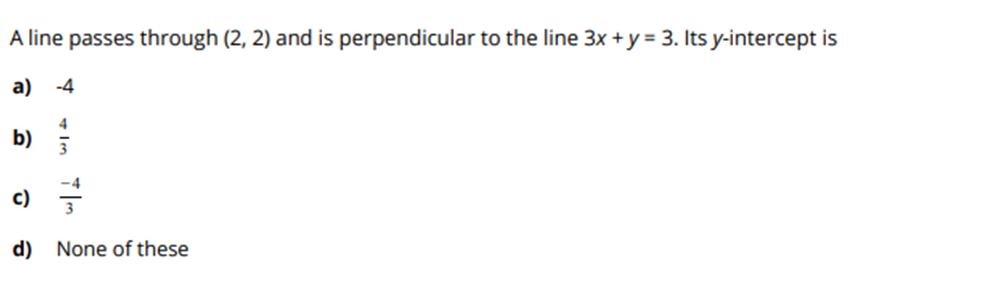 A line passes through (2, 2) and is perpendicular to the line 3x + y = 3. Its y-intercept is
a) -4
b) 4/3
c) -4/3
d) None of these